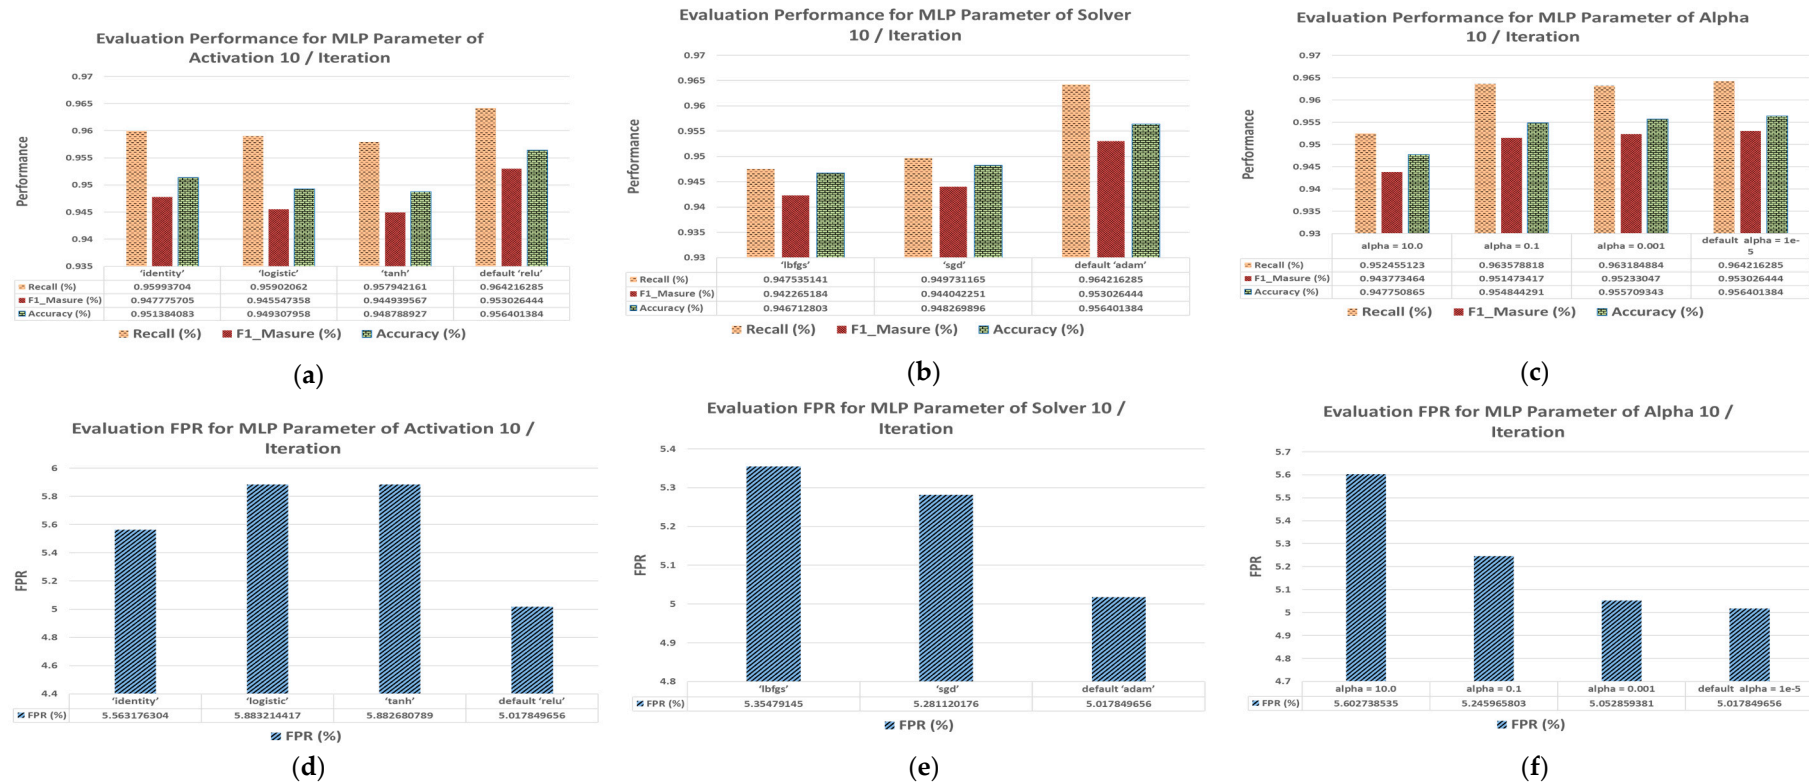 Evaluation Performance for MLP Parameter of
Activation 10 / Iteration
Performance
0.97
0.965
0.96
0.955
0.95
0.945
0.94
0.935
'identity' 'logistic' 'tanh' default 'relu'
Recall (%) 0.95993704 0.95902062 0.957942161 0.964216285
F1_Masure (%) 0.947775705 0.945547358 0.944939567 0.953026444
Accuracy (%) 0.951384083 0.949307958 0.948788927 0.956401384
Recall (%) F1_Masure (%) Accuracy (%)
(a)
Evaluation Performance for MLP Parameter of Solver
10 / Iteration
Performance
0.97
0.965
0.96
0.955
0.95
0.945
0.94
0.935
0.93
'lbfgs' 'sgd' default 'adam'
Recall (%) 0.947535141 0.949731165 0.964216285
F1_Masure (%) 0.942265184 0.944042251 0.953026444
Accuracy (%) 0.946712803 0.948269896 0.956401384
Recall (%) F1_Masure (%) Accuracy (%)
(b)
Evaluation Performance for MLP Parameter of Alpha
10 / Iteration
Performance
0.97
0.965
0.96
0.955
0.95
0.945
0.94
0.935
0.93
alpha = 10.0 alpha = 0.1 alpha = 0.001 default alpha = 1e-
5
Recall (%) 0.952455123 0.963578818 0.963184884 0.964216285
F1_Masure (%) 0.943773464 0.951473417 0.95233047 0.953026444
Accuracy (%) 0.947750865 0.954844291 0.955709343 0.956401384
Recall (%) F1_Masure (%) Accuracy (%)
(c)
Evaluation FPR for MLP Parameter of Activation 10 /
Iteration
FPR
6
5.8
5.6
5.4
5.2
5
4.8
4.6
4.4
'identity' 'logistic' 'tanh' default 'relu'
FPR (%) 5.563176304 5.883214417 5.882680789 5.017849656
FPR (%)
(d)
Evaluation FPR for MLP Parameter of Solver 10 /
Iteration
FPR
5.4
5.3
5.2
5.1
5
4.9
4.8
'lbfgs' 'sgd' default 'adam'
FPR (%) 5.35479145 5.281120176 5.017849656
FPR (%)
(e)
Evaluation FPR for MLP Parameter of Alpha 10 /
Iteration
FPR
5.7
5.6
5.5
5.4
5.3
5.2
5.1
5
4.9
4.8
4.7
alpha = 10.0 alpha = 0.1 alpha = 0.001 default alpha = 1e-5
FPR (%) 5.602738535 5.245965803 5.052859381 5.017849656
FPR (%)
(f)